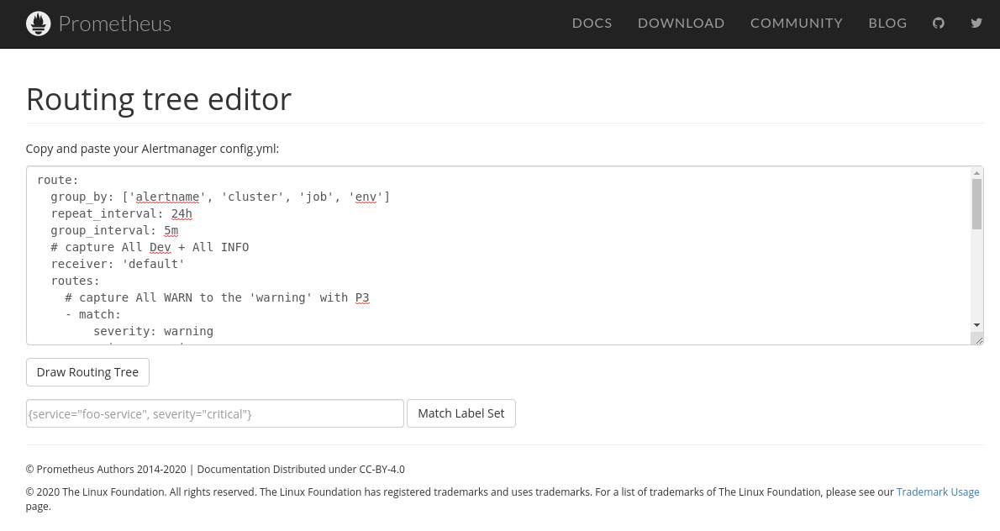 Prometheus
DOCS DOWNLOAD COMMUNITY BLOG
Routing tree editor
Copy and paste your Alertmanager config.yml:
route:
  group_by: ['alertname', 'cluster', 'job', 'env']
  repeat_interval: 24h
  group_interval: 5m
  # capture All Dev + All INFO
  receiver: 'default'
  routes:
    # capture All WARN to the 'warning' with P3
    - match:
        severity: warning
Draw Routing Tree
{service="foo-service", severity="critical"} Match Label Set
© Prometheus Authors 2014-2020 | Documentation Distributed under CC-BY-4.0
© 2020 The Linux Foundation. All rights reserved. The Linux Foundation has registered trademarks and uses trademarks. For a list of trademarks of The Linux Foundation, please see our Trademark Usage
page.